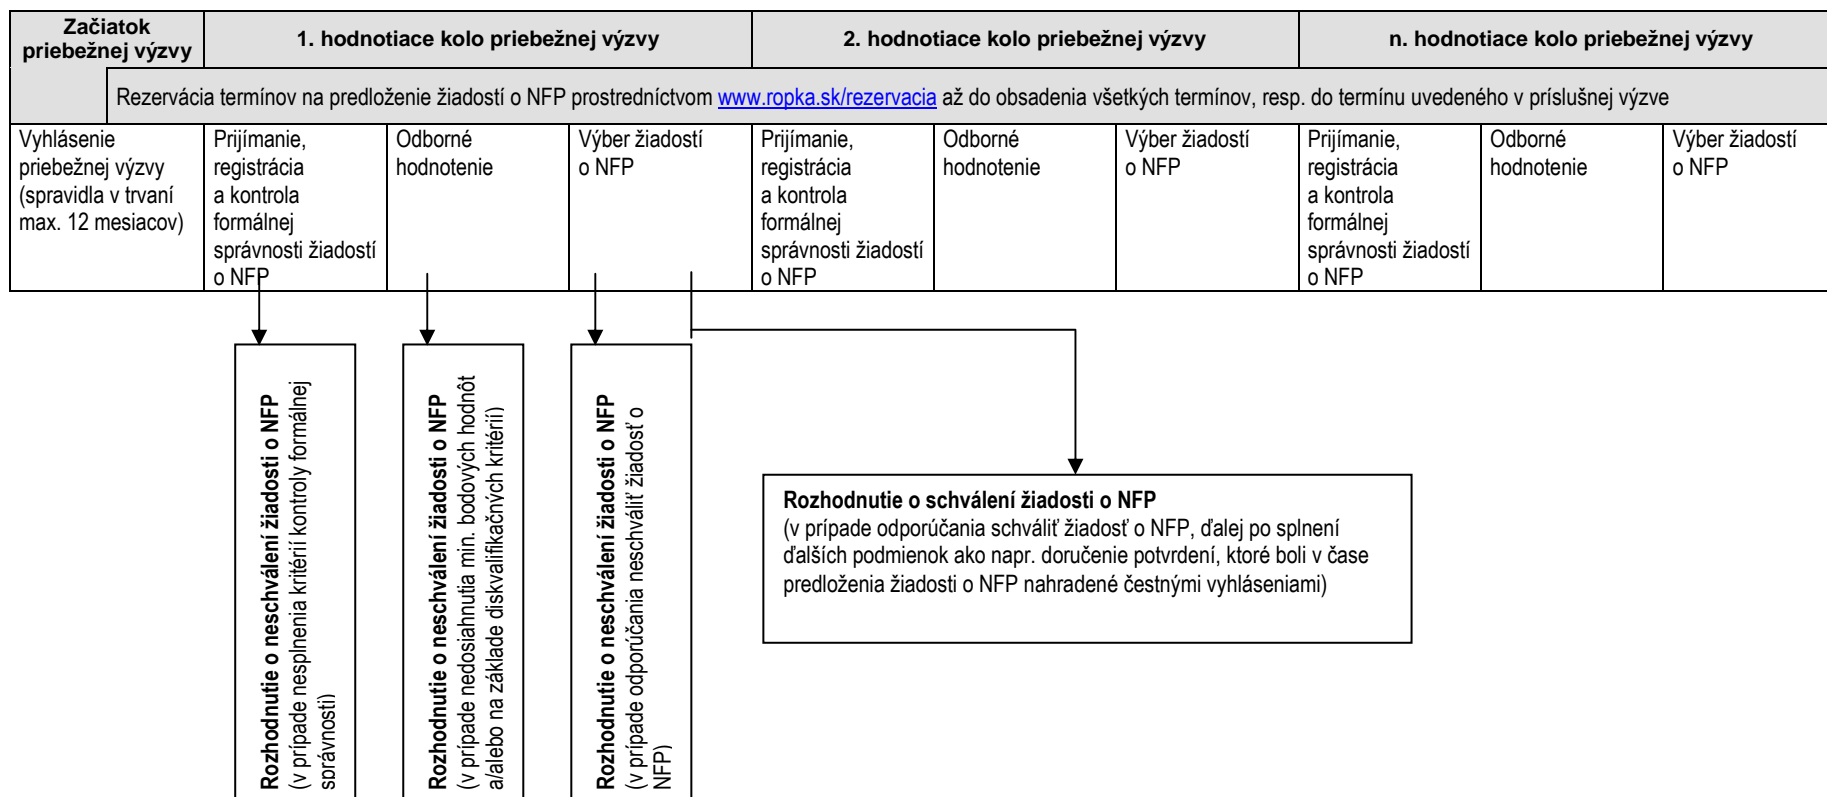 Začiatok
priebežnej výzvy
1. hodnotiace kolo priebežnej výzvy
2. hodnotiace kolo priebežnej výzvy
n. hodnotiace kolo priebežnej výzvy
Rezervácia termínov na predloženie žiadostí o NFP prostredníctvom www.ropka.sk/rezervacia až do obsadenia všetkých termínov, resp. do termínu uvedeného v príslušnej výzve
Vyhlásenie
priebežnej výzvy
(spravidla v trvaní
max. 12 mesiacov)
Prijímanie,
registrácia
a kontrola
formálnej
správnosti žiadostí
o NFP
Odborné
hodnotenie
Výber žiadostí
o NFP
Prijímanie,
registrácia
a kontrola
formálnej
správnosti žiadostí
o NFP
Odborné
hodnotenie
Výber žiadostí
o NFP
Prijímanie,
registrácia
a kontrola
formálnej
správnosti žiadostí
o NFP
Odborné
hodnotenie
Výber žiadostí
o NFP
Rozhodnutie o neschválení žiadosti o NFP
(v prípade nesplnenia kritérií kontroly formálnej
správnosti)
Rozhodnutie o neschválení žiadosti o NFP
(v prípade nedosiahnutia min. bodových hodnôt
a/alebo na základe diskvalifikačných kritérií)
Rozhodnutie o neschválení žiadosti o NFP
(v prípade odporúčania neschváliť žiadosť o
NFP)
Rozhodnutie o schválení žiadosti o NFP
(v prípade odporúčania schváliť žiadosť o NFP, ďalej po splnení
ďalších podmienok ako napr. doručenie potvrdení, ktoré boli v čase
predloženia žiadosti o NFP nahradené čestnými vyhláseniami)